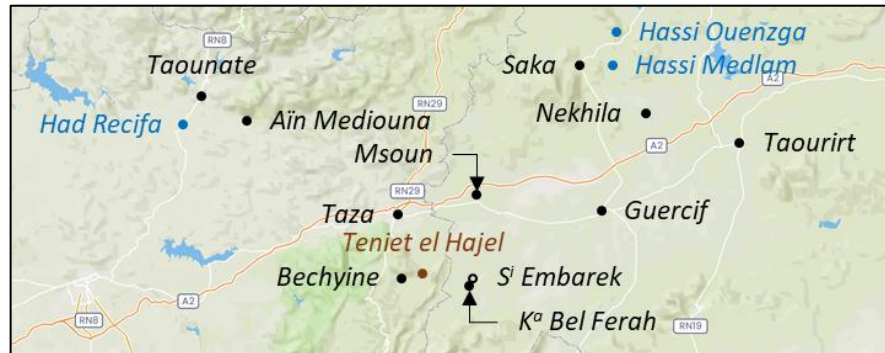 RN8
Hassi Ouenzga
Taounate
Saka
Hassi Medlam
A2
RN29
Had Recifa
Aïn Mediouna
Nekhila
Msoun
A2
Taourirt
RN29
Taza
Guercif
Teniet el Hajel
Bechyine
Sⁱ Embarek
A2
Kᵃ Bel Ferah
RN8
RN19